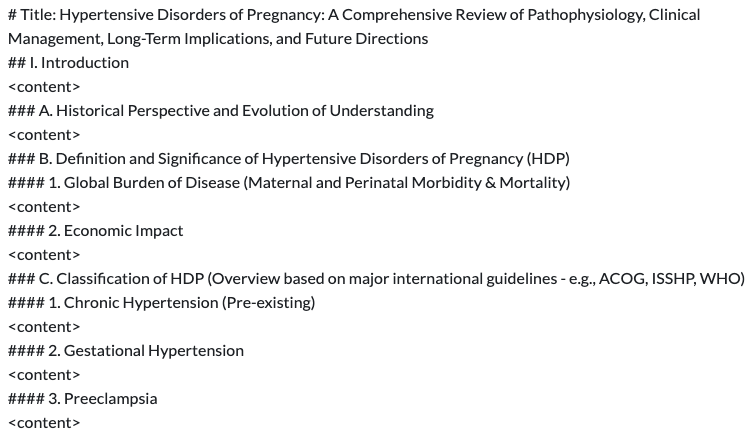 # Title: Hypertensive Disorders of Pregnancy: A Comprehensive Review of Pathophysiology, Clinical
Management, Long-Term Implications, and Future Directions
## I. Introduction
<content>
### A. Historical Perspective and Evolution of Understanding
<content>
### B. Definition and Significance of Hypertensive Disorders of Pregnancy (HDP)
#### 1. Global Burden of Disease (Maternal and Perinatal Morbidity & Mortality)
<content>
#### 2. Economic Impact
<content>
### C. Classification of HDP (Overview based on major international guidelines - e.g., ACOG, ISSHP, WHO)
#### 1. Chronic Hypertension (Pre-existing)
<content>
#### 2. Gestational Hypertension
<content>
#### 3. Preeclampsia
<content>